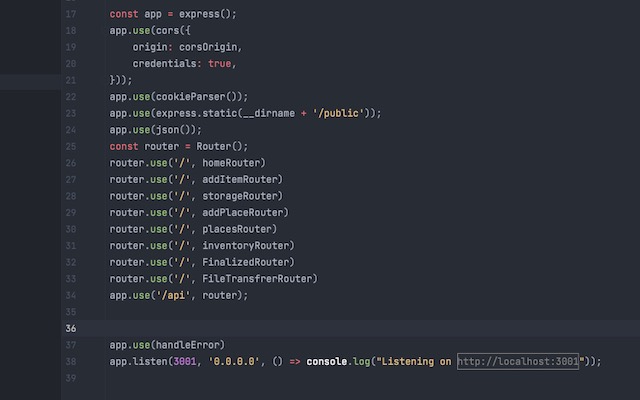 17 const app = express();
18 app.use(cors({
19 origin: corsOrigin,
20 credentials: true,
21 }));
22 app.use(cookieParser());
23 app.use(express.static(__dirname + '/public'));
24 app.use(json());
25 const router = Router();
26 router.use('/', homeRouter)
27 router.use('/', addItemRouter)
28 router.use('/', storageRouter)
29 router.use('/', addPlaceRouter)
30 router.use('/', placesRouter)
31 router.use('/', inventoryRouter)
32 router.use('/', FinalizedRouter)
33 router.use('/', FileTransfrerRouter)
34 app.use('/api', router);
35
36
37 app.use(handleError)
38 app.listen(3001, '0.0.0.0', () => console.log("Listening on http://localhost:3001"));
39